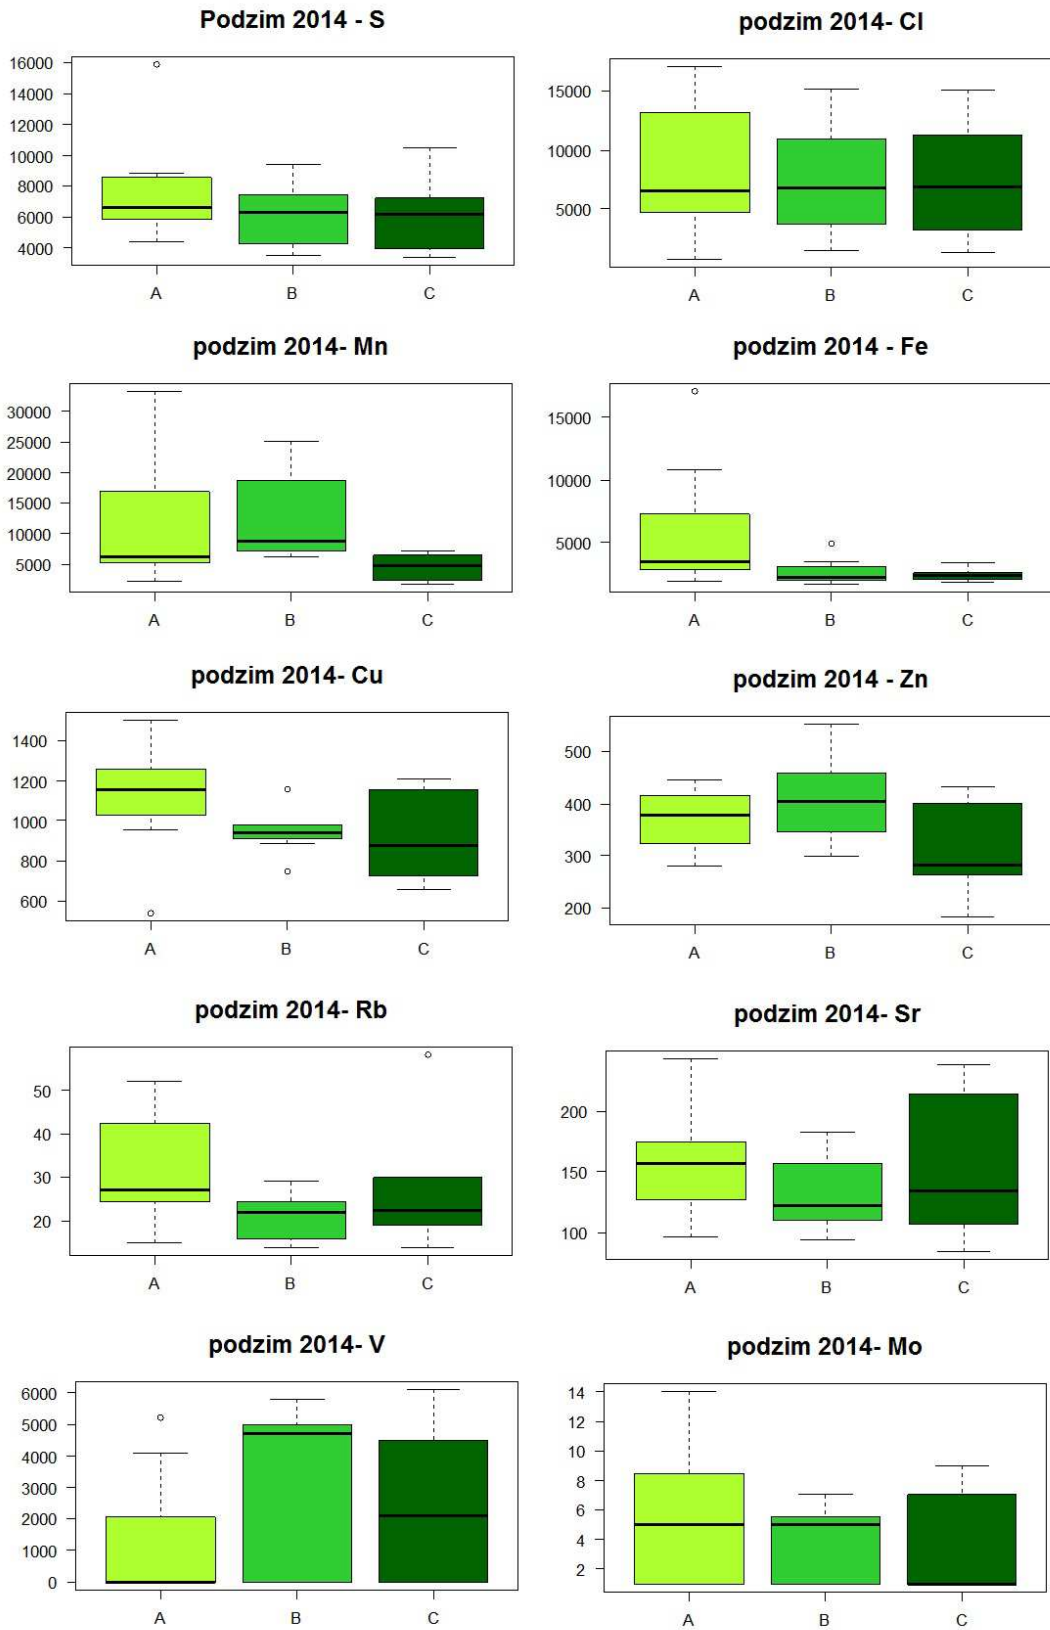 Podzim 2014 - S
16000
14000
12000
10000
8000
6000
4000
A B C
podzim 2014- Cl
15000
10000
5000
A B C
podzim 2014- Mn
30000
25000
20000
15000
10000
5000
A B C
podzim 2014 - Fe
15000
10000
5000
A B C
podzim 2014- Cu
1400
1200
1000
800
600
A B C
podzim 2014 - Zn
500
400
300
200
A B C
podzim 2014- Rb
50
40
30
20
A B C
podzim 2014- Sr
200
150
100
A B C
podzim 2014- V
6000
5000
4000
3000
2000
1000
0
A B C
podzim 2014- Mo
14
12
10
8
6
4
2
A B C